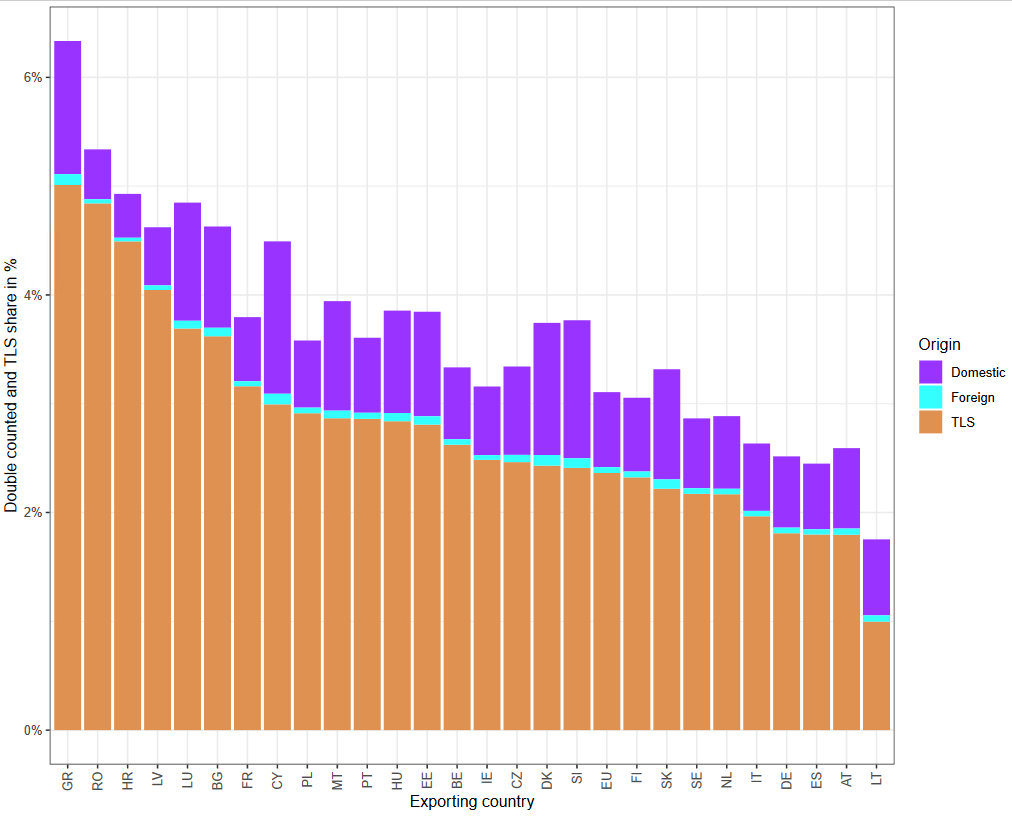 Double counted and TLS share in %
6%
4%
2%
0%
GR RO HR LV LU BG FR CY PL MT PT HU EE BE IE CZ DK SI EU FI SK SE NL IT DE ES AT LT
Exporting country
Origin
Domestic
Foreign
TLS